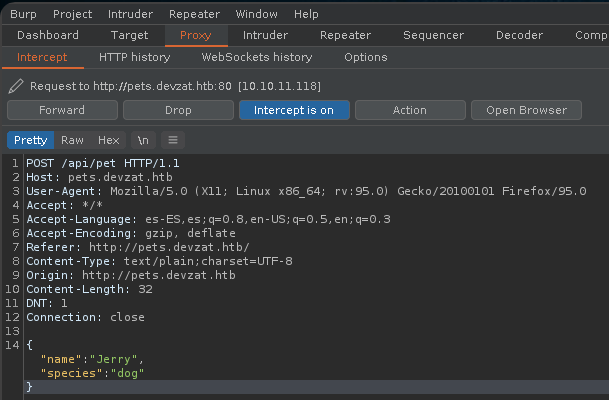 Burp Project Intruder Repeater Window Help
Dashboard Target Proxy Intruder Repeater Sequencer Decoder Comp
Intercept HTTP history WebSockets history Options
Request to http://pets.devzat.htb:80 [10.10.11.118]
Forward Drop Intercept is on Action Open Browser
Pretty Raw Hex \n
1 POST /api/pet HTTP/1.1
2 Host: pets.devzat.htb
3 User-Agent: Mozilla/5.0 (X11; Linux x86_64; rv:95.0) Gecko/20100101 Firefox/95.0
4 Accept: */*
5 Accept-Language: es-ES,es;q=0.8,en-US;q=0.5,en;q=0.3
6 Accept-Encoding: gzip, deflate
7 Referer: http://pets.devzat.htb/
8 Content-Type: text/plain;charset=UTF-8
9 Origin: http://pets.devzat.htb
10 Content-Length: 32
11 DNT: 1
12 Connection: close
13
14 {
"name":"Jerry",
"species":"dog"
}